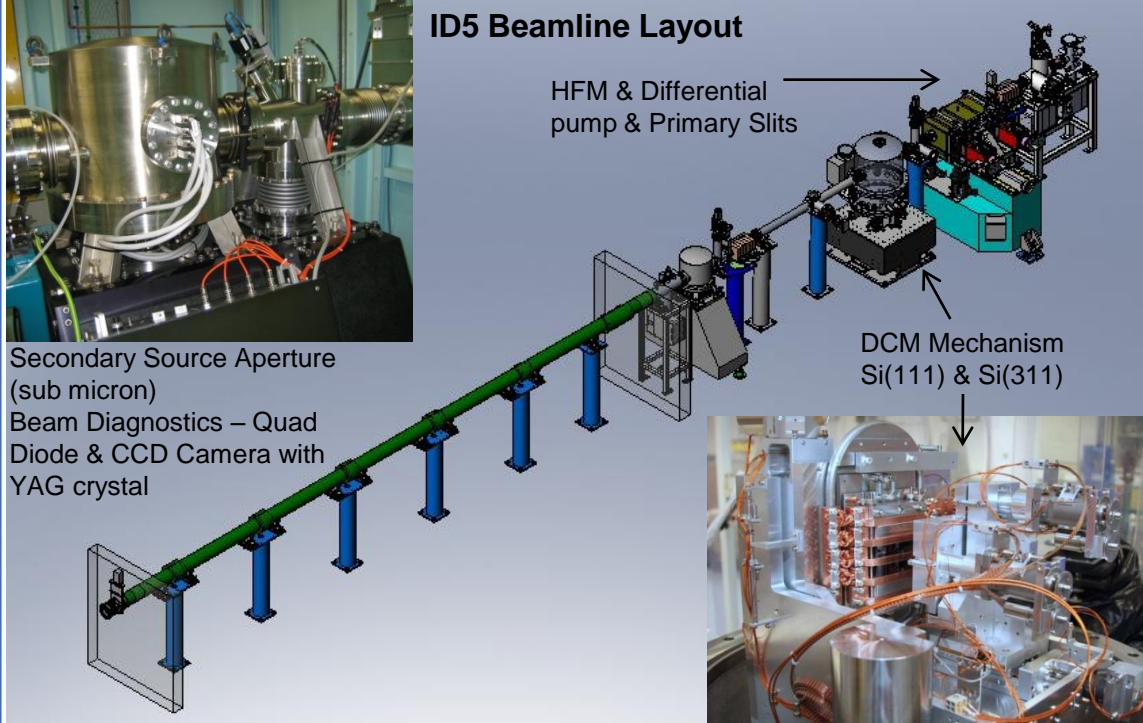 ID5 Beamline Layout
HFM & Differential
pump & Primary Slits
DCM Mechanism
Si(111) & Si(311)
Secondary Source Aperture
(sub micron)
Beam Diagnostics – Quad
Diode & CCD Camera with
YAG crystal